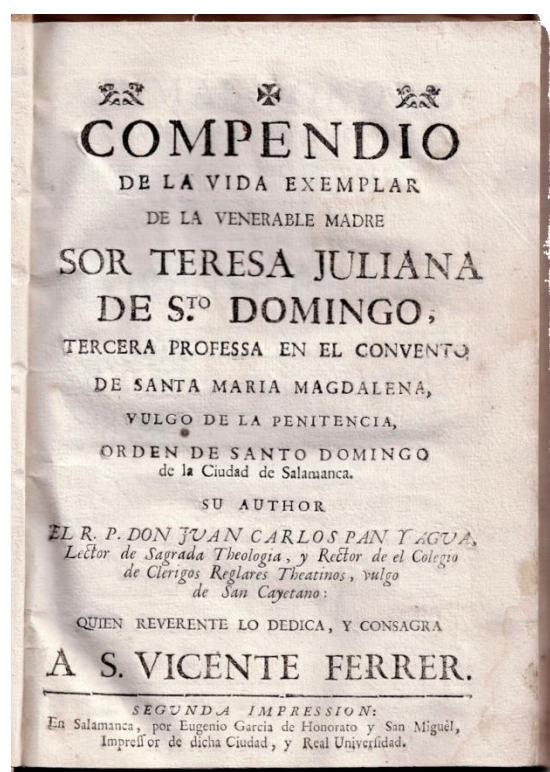 COMPENDIO
DE LA VIDA EXEMPLAR
DE LA VENERABLE MADRE
SOR TERESA JULIANA
DE S.TO DOMINGO,
TERCERA PROFESSA EN EL CONVENTO
DE SANTA MARIA MAGDALENA,
VULGO DE LA PENITENCIA,
ORDEN DE SANTO DOMINGO
de la Ciudad de Salamanca.
SU AUTHOR
EL R. P. DON JUAN CARLOS PAN Y AGUA,
Lector de Sagrada Theologia, y Rector de el Colegio
de Clerigos Reglares Theatinos, vulgo
de San Cayetano:
QUIEN REVERENTE LO DEDICA, Y CONSAGRA
A S. VICENTE FERRER.
SEGUNDA IMPRESSION:
En Salamanca, por Eugenio Garcia de Honorato y San Miguèl,
Impreſſor de dicha Ciudad, y Real Univerſidad.